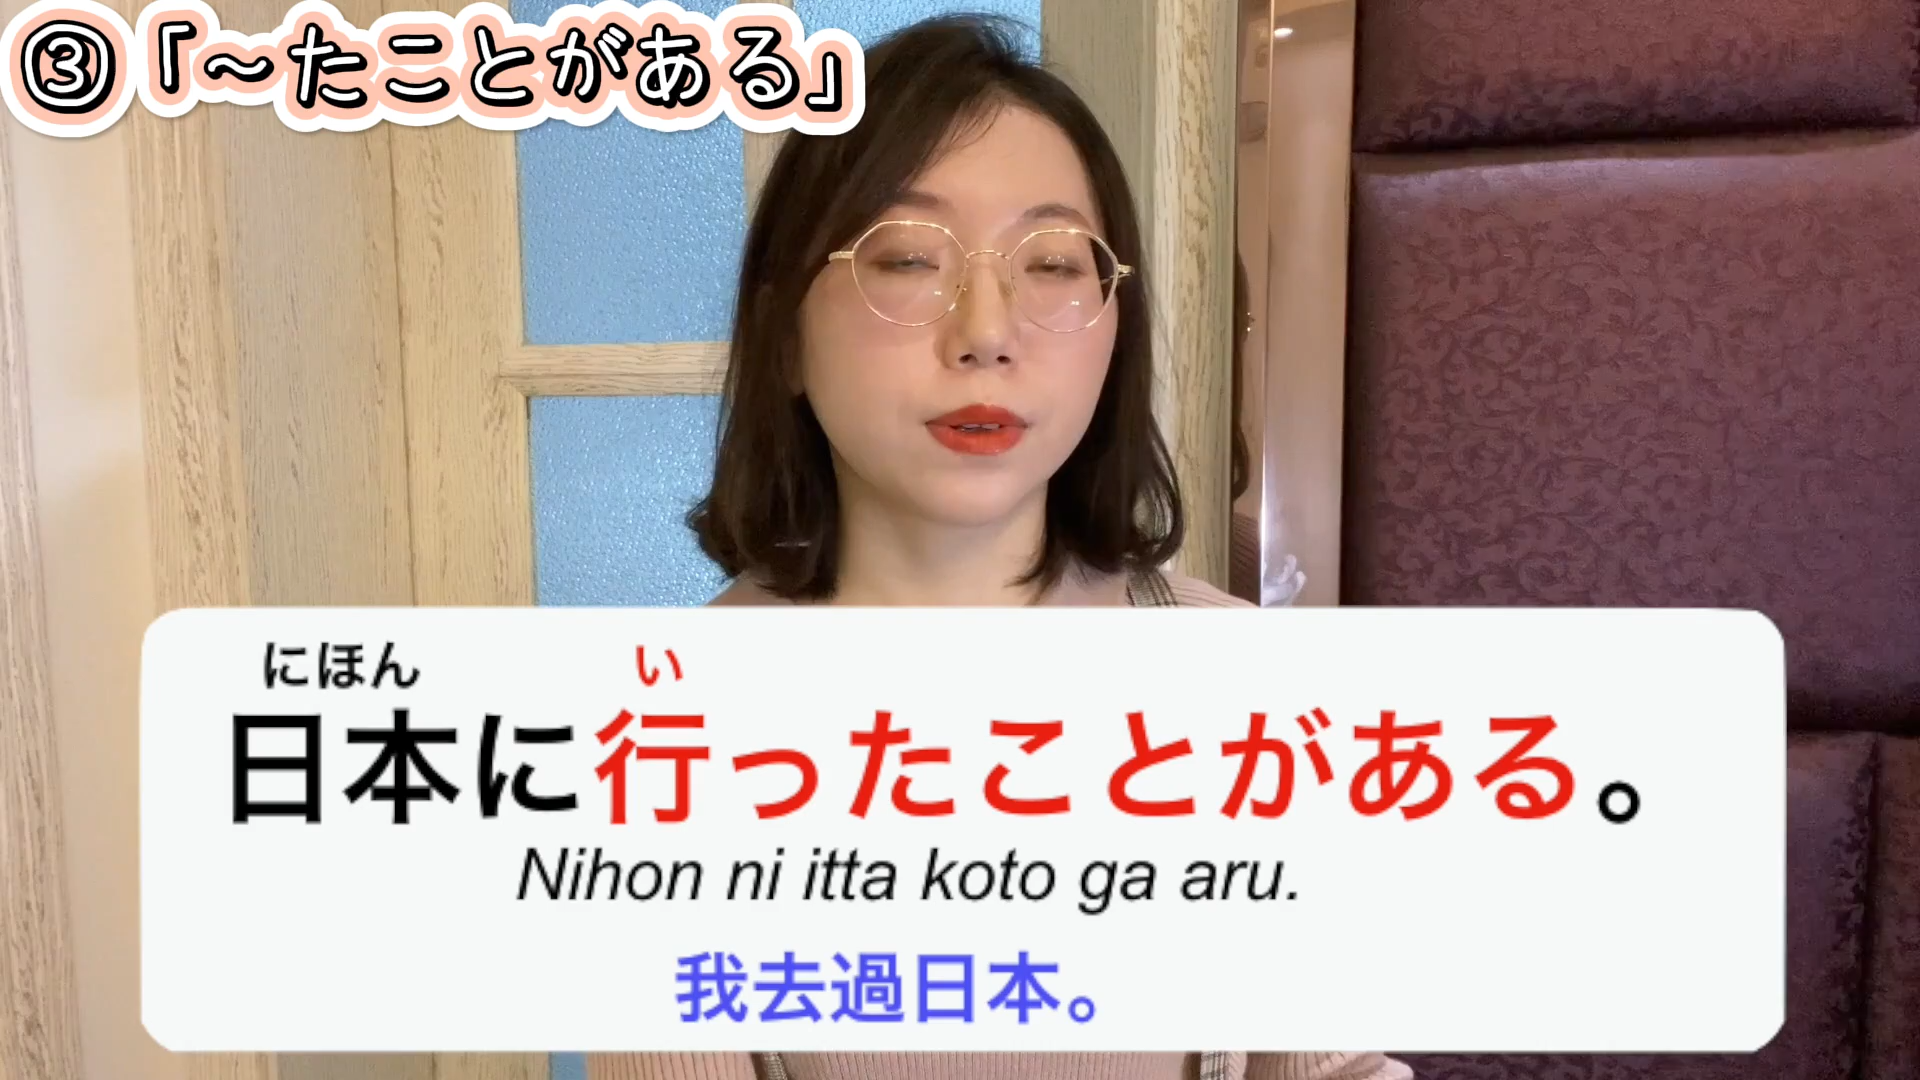 ③「～たことがある」
にほん い
日本に行ったことがある。
Nihon ni itta koto ga aru.
我去過日本。